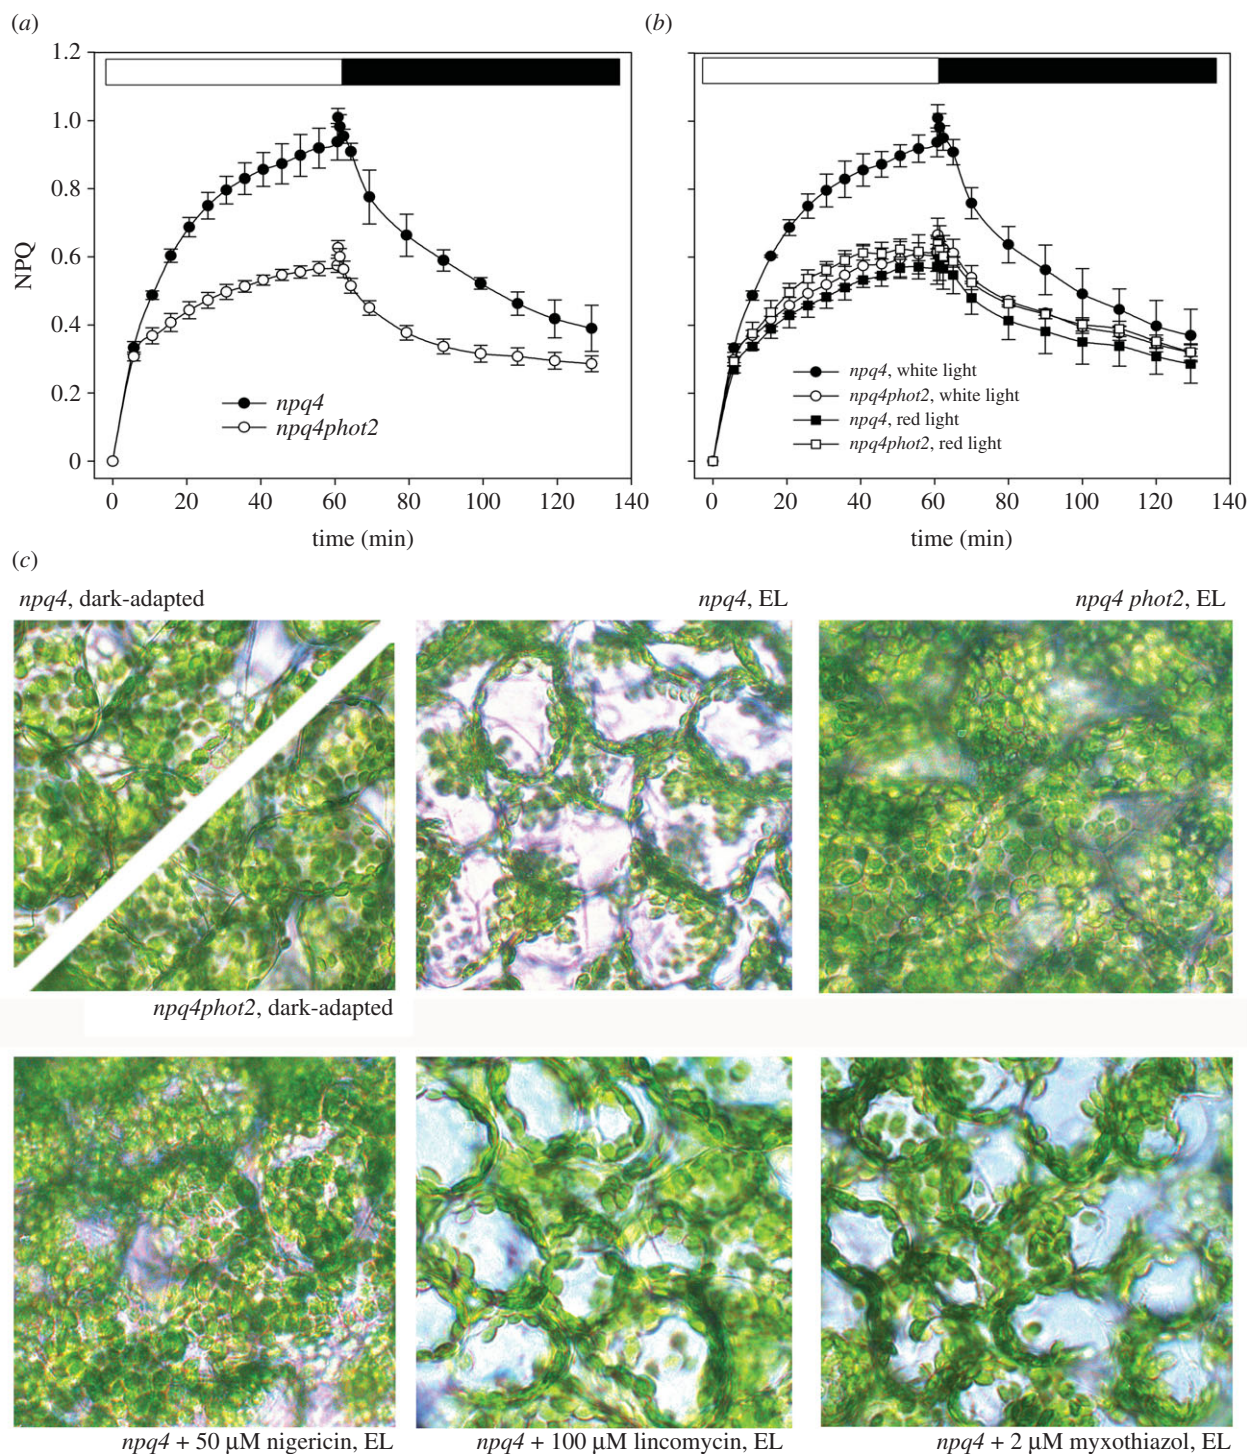 (a)
(b)
1.2
1.0
0.8
0.6
0.4
0.2
0
NPQ
npq4
npq4phot2
0 20 40 60 80 100 120 140
time (min)
npq4, white light
npq4phot2, white light
npq4, red light
npq4phot2, red light
0 20 40 60 80 100 120 140
time (min)
(c)
npq4, dark-adapted
npq4, EL
npq4 phot2, EL
npq4phot2, dark-adapted
npq4 + 50 μM nigericin, EL
npq4 + 100 μM lincomycin, EL
npq4 + 2 μM myxothiazol, EL